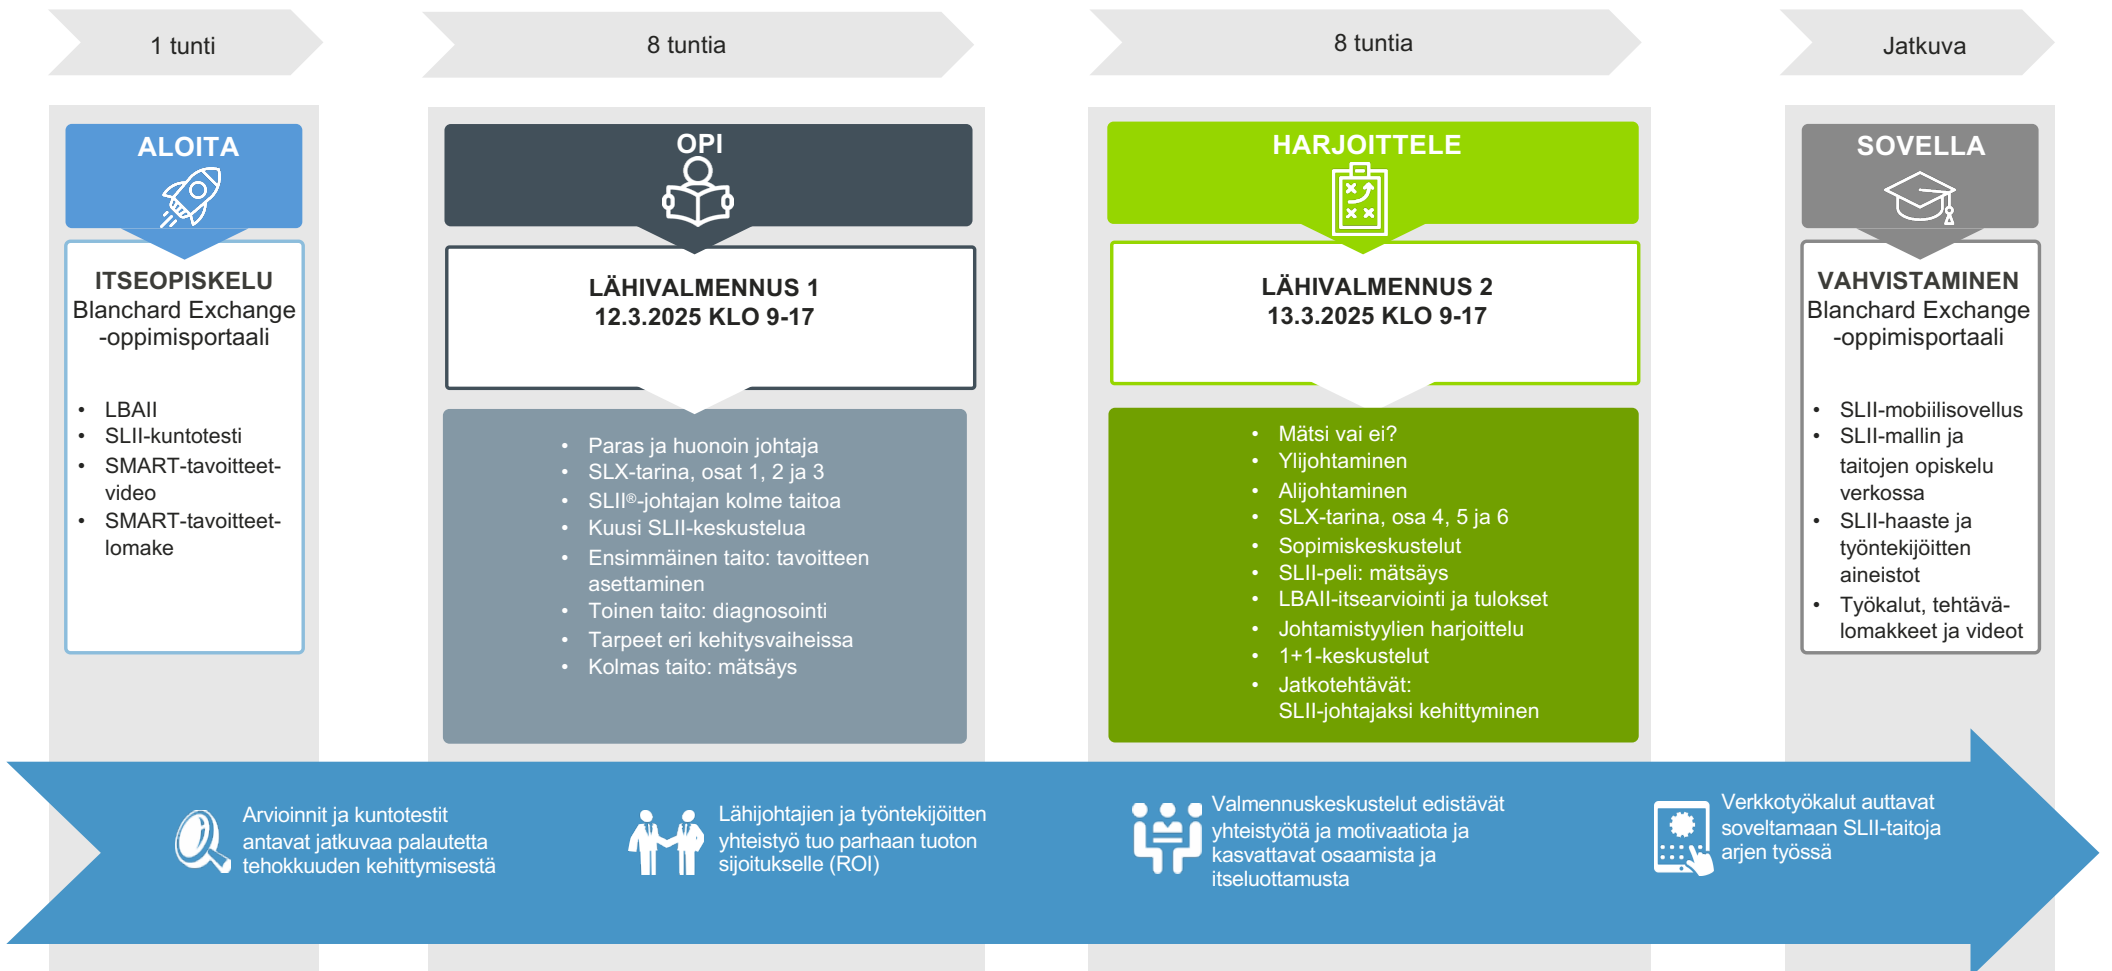 1 tunti
8 tuntia
8 tuntia
Jatkuva
ALOITA
ITSEOPISKELU
Blanchard Exchange
-oppimisportaali
• LBAII
• SLII-kuntotesti
• SMART-tavoitteet-
video
• SMART-tavoitteet-
lomake
OPI
LÄHIVALMENNUS 1
12.3.2025 KLO 9-17
• Paras ja huonoin johtaja
• SLX-tarina, osat 1, 2 ja 3
• SLII®-johtajan kolme taitoa
• Kuusi SLII-keskustelua
• Ensimmäinen taito: tavoitteen
asettaminen
• Toinen taito: diagnosointi
• Tarpeet eri kehitysvaiheissa
• Kolmas taito: mätsäys
HARJOITTELE
LÄHIVALMENNUS 2
13.3.2025 KLO 9-17
• Mätsi vai ei?
• Ylijohtaminen
• Alijohtaminen
• SLX-tarina, osa 4, 5 ja 6
• Sopimiskeskustelut
• SLII-peli: mätsäys
• LBAII-itsearviointi ja tulokset
• Johtamistyylien harjoittelu
• 1+1-keskustelut
• Jatkotehtävät:
SLII-johtajaksi kehittyminen
SOVELLA
VAHVISTAMINEN
Blanchard Exchange
-oppimisportaali
• SLII-mobiilisovellus
• SLII-mallin ja
taitojen opiskelu
verkossa
• SLII-haaste ja
työntekijöitten
aineistot
• Työkalut, tehtävä-
lomakkeet ja videot
Arvioinnit ja kuntotestit
antavat jatkuvaa palautetta
tehokkuuden kehittymisestä
Lähijohtajien ja työntekijöitten
yhteistyö tuo parhaan tuoton
sijoitukselle (ROI)
Valmennuskeskustelut edistävät
yhteistyötä ja motivaatiota ja
kasvattavat osaamista ja
itseluottamusta
Verkkotyökalut auttavat
soveltamaan SLII-taitoja
arjen työssä